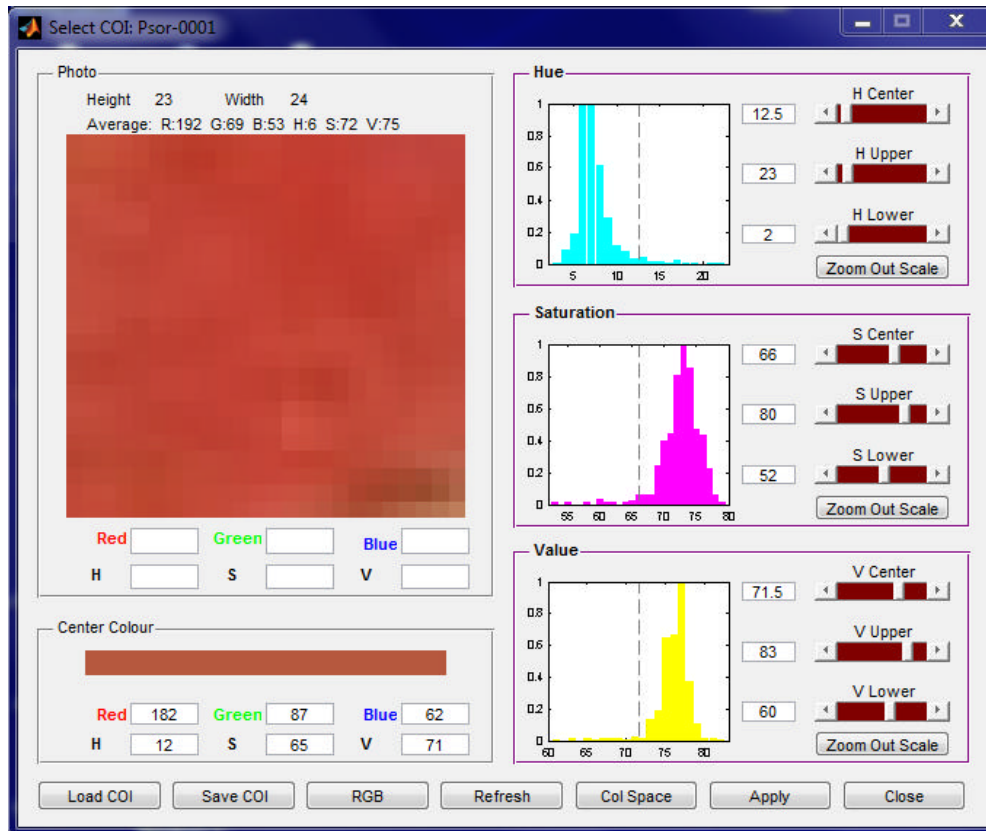 Select COI: Psor-0001
Photo
Height 23 Width 24
Average: R:192 G:69 B:53 H:6 S:72 V:75
Red Green Blue
H S V
Center Colour
Red 182 Green 87 Blue 62
H 12 S 65 V 71
Hue
1
0.8
0.6
0.4
0.2
0
5 10 15 20
H Center
12.5
H Upper
23
H Lower
2
Zoom Out Scale
Saturation
1
0.8
0.6
0.4
0.2
0
55 60 65 70 75 80
S Center
66
S Upper
80
S Lower
52
Zoom Out Scale
Value
1
0.8
0.6
0.4
0.2
0
60 65 70 75 80
V Center
71.5
V Upper
83
V Lower
60
Zoom Out Scale
Load COI Save COI RGB Refresh Col Space Apply Close